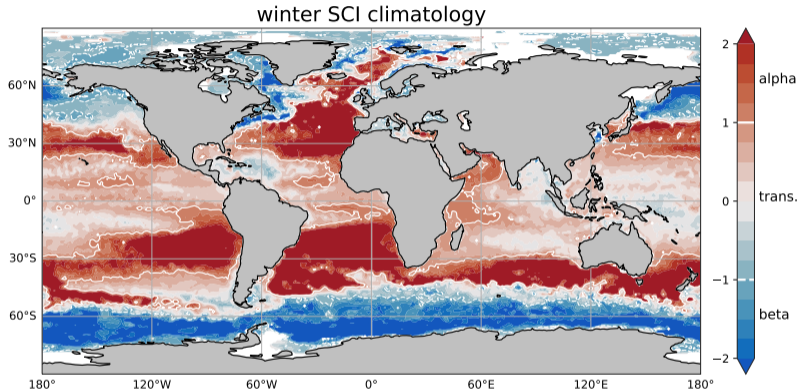 winter SCI climatology
60°N
30°N
0°
30°S
60°S
180°
120°W
60°W
0°
60°E
120°E
180°
2
1
0
−1
−2
alpha
trans.
beta